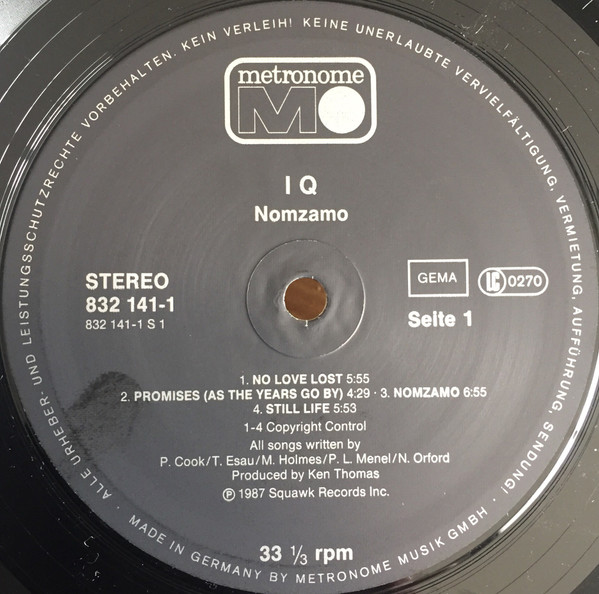 ALLE URHEBER- UND LEISTUNGSSCHUTZRECHTE VORBEHALTEN. KEIN VERLEIH! KEINE UNERLAUBTE VERVIELFÄLTIGUNG, VERMIETUNG, AUFFÜHRUNG, SENDUNG!
metronome
MO
I Q
Nomzamo
STEREO
832 141-1
832 141-1 S 1
GEMA
LC 0270
Seite 1
1. NO LOVE LOST 5:55
2. PROMISES (AS THE YEARS GO BY) 4:29 · 3. NOMZAMO 6:55
4. STILL LIFE 5:53
1-4 Copyright Control
All songs written by
P. Cook/T. Esau/M. Holmes/P. L. Menel/N. Orford
Produced by Ken Thomas
Ⓟ 1987 Squawk Records Inc.
33 ⅓ rpm
· MADE IN GERMANY BY METRONOME MUSIK GMBH ·